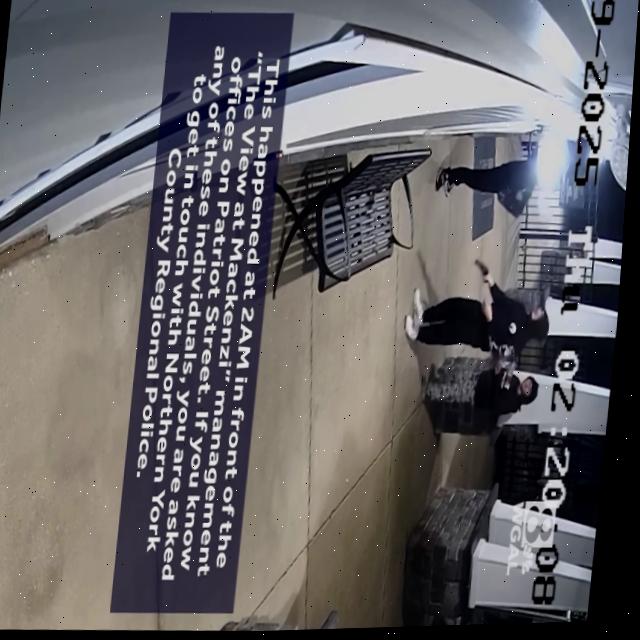 9-2025 Thu 02:20:08
8
WGAL
This happened at 2AM in front of the
"The View at Mackenzi" management
offices on Patriot Street. If you know
any of these individuals, you are asked
to get in touch with Northern York
County Regional Police.